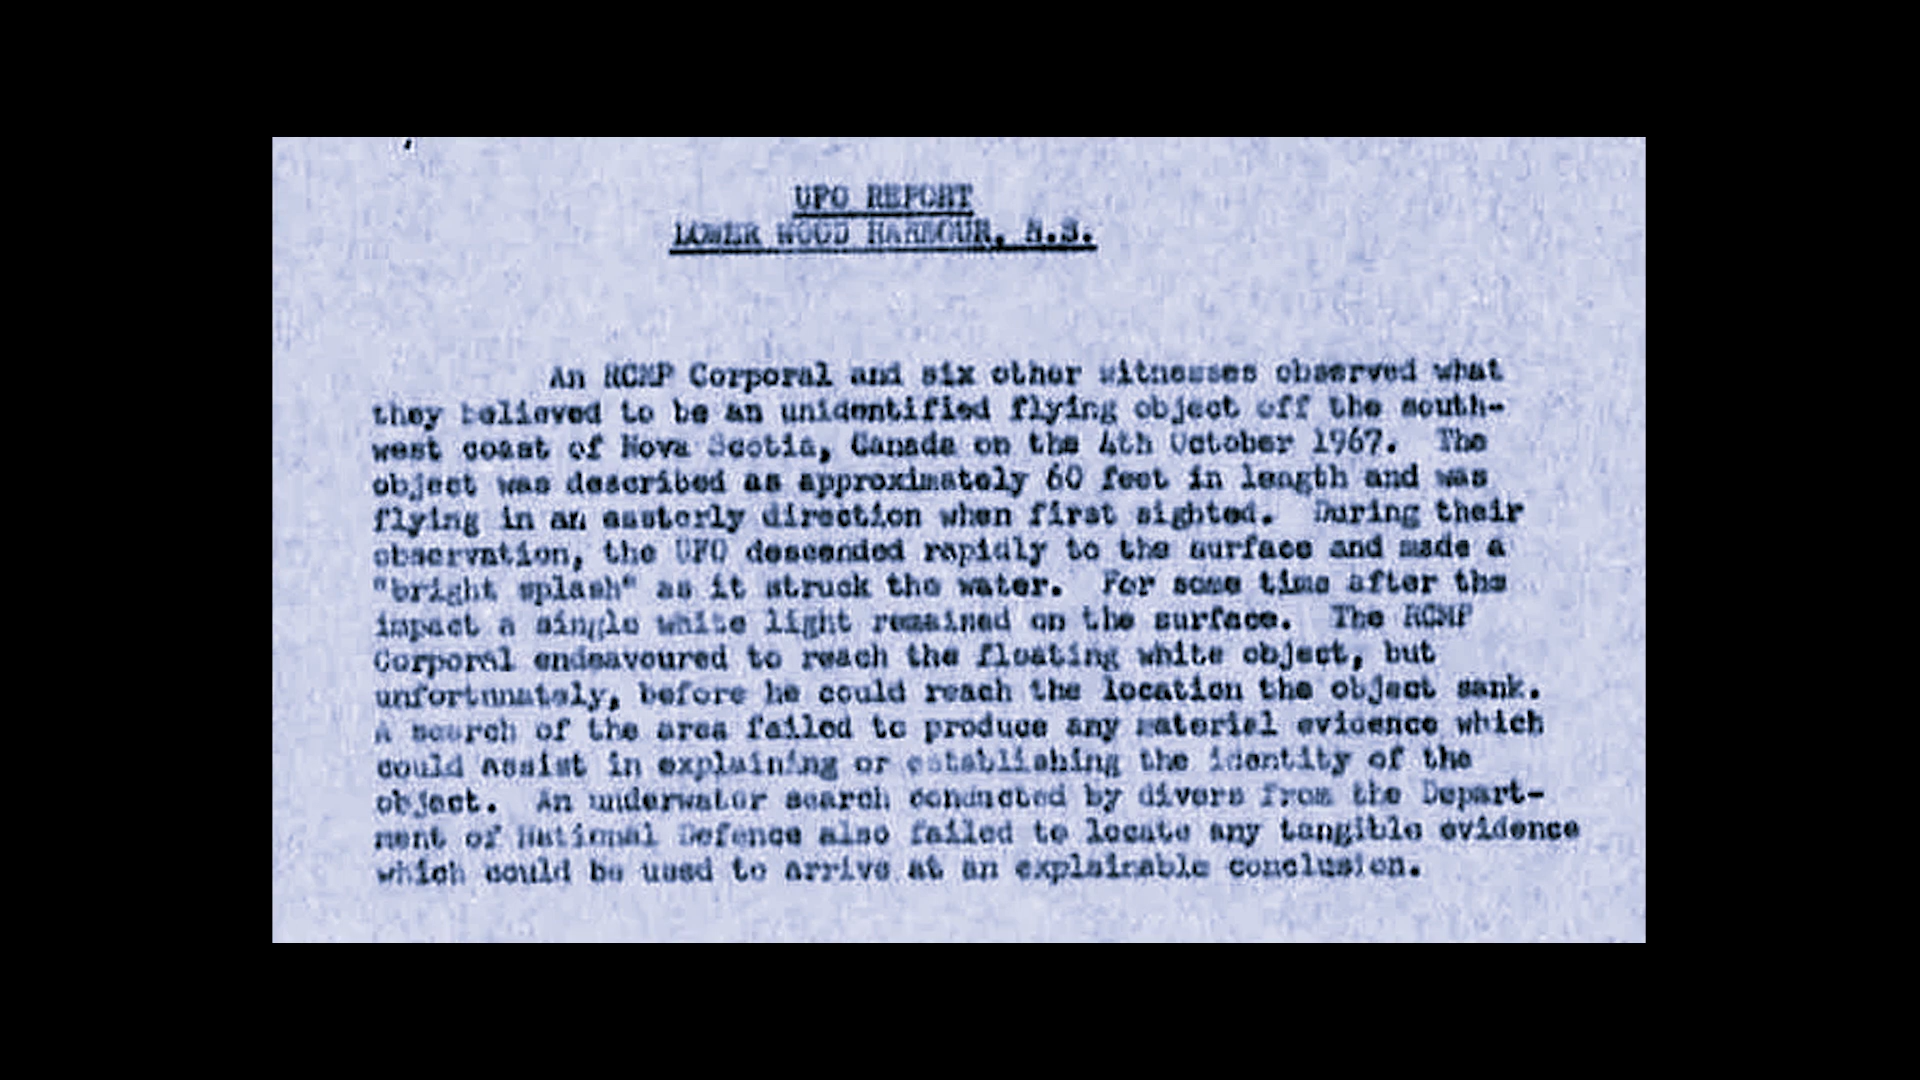 UFO REPORT
LOWER WOOD HARBOUR, N.S.
An RCMP Corporal and six other witnesses observed what
they believed to be an unidentified flying object off the south-
west coast of Nova Scotia, Canada on the 4th October 1967. The
object was described as approximately 60 feet in length and was
flying in an easterly direction when first sighted. During their
observation, the UFO descended rapidly to the surface and made a
"bright splash" as it struck the water. For some time after the
impact a single white light remained on the surface. The RCMP
Corporal endeavoured to reach the floating white object, but
unfortunately, before he could reach the location the object sank.
A search of the area failed to produce any material evidence which
could assist in explaining or establishing the identity of the
object. An underwater search conducted by divers from the Depart-
ment of National Defence also failed to locate any tangible evidence
which could be used to arrive at an explainable conclusion.